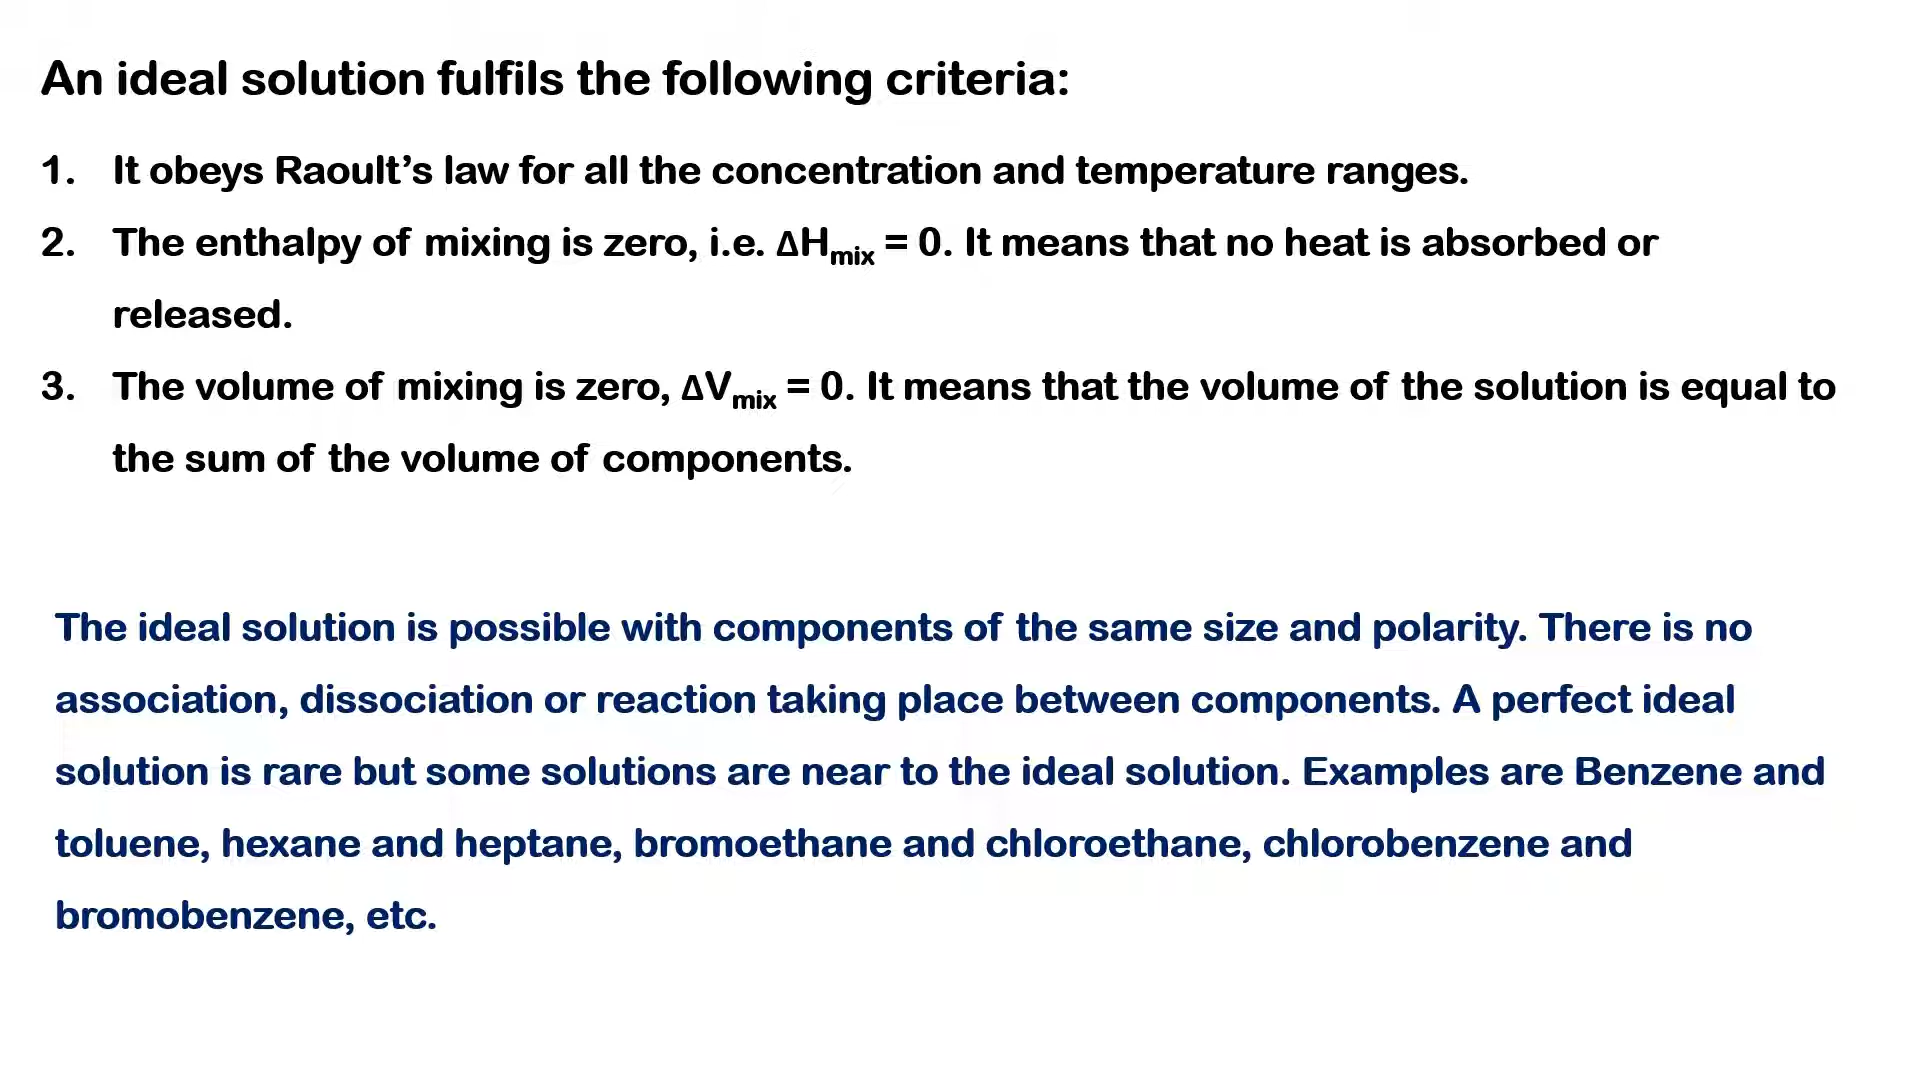 An ideal solution fulfils the following criteria:
1. It obeys Raoult’s law for all the concentration and temperature ranges.
2. The enthalpy of mixing is zero, i.e. ΔHmix = 0. It means that no heat is absorbed or
released.
3. The volume of mixing is zero, ΔVmix = 0. It means that the volume of the solution is equal to
the sum of the volume of components.
The ideal solution is possible with components of the same size and polarity. There is no
association, dissociation or reaction taking place between components. A perfect ideal
solution is rare but some solutions are near to the ideal solution. Examples are Benzene and
toluene, hexane and heptane, bromoethane and chloroethane, chlorobenzene and
bromobenzene, etc.